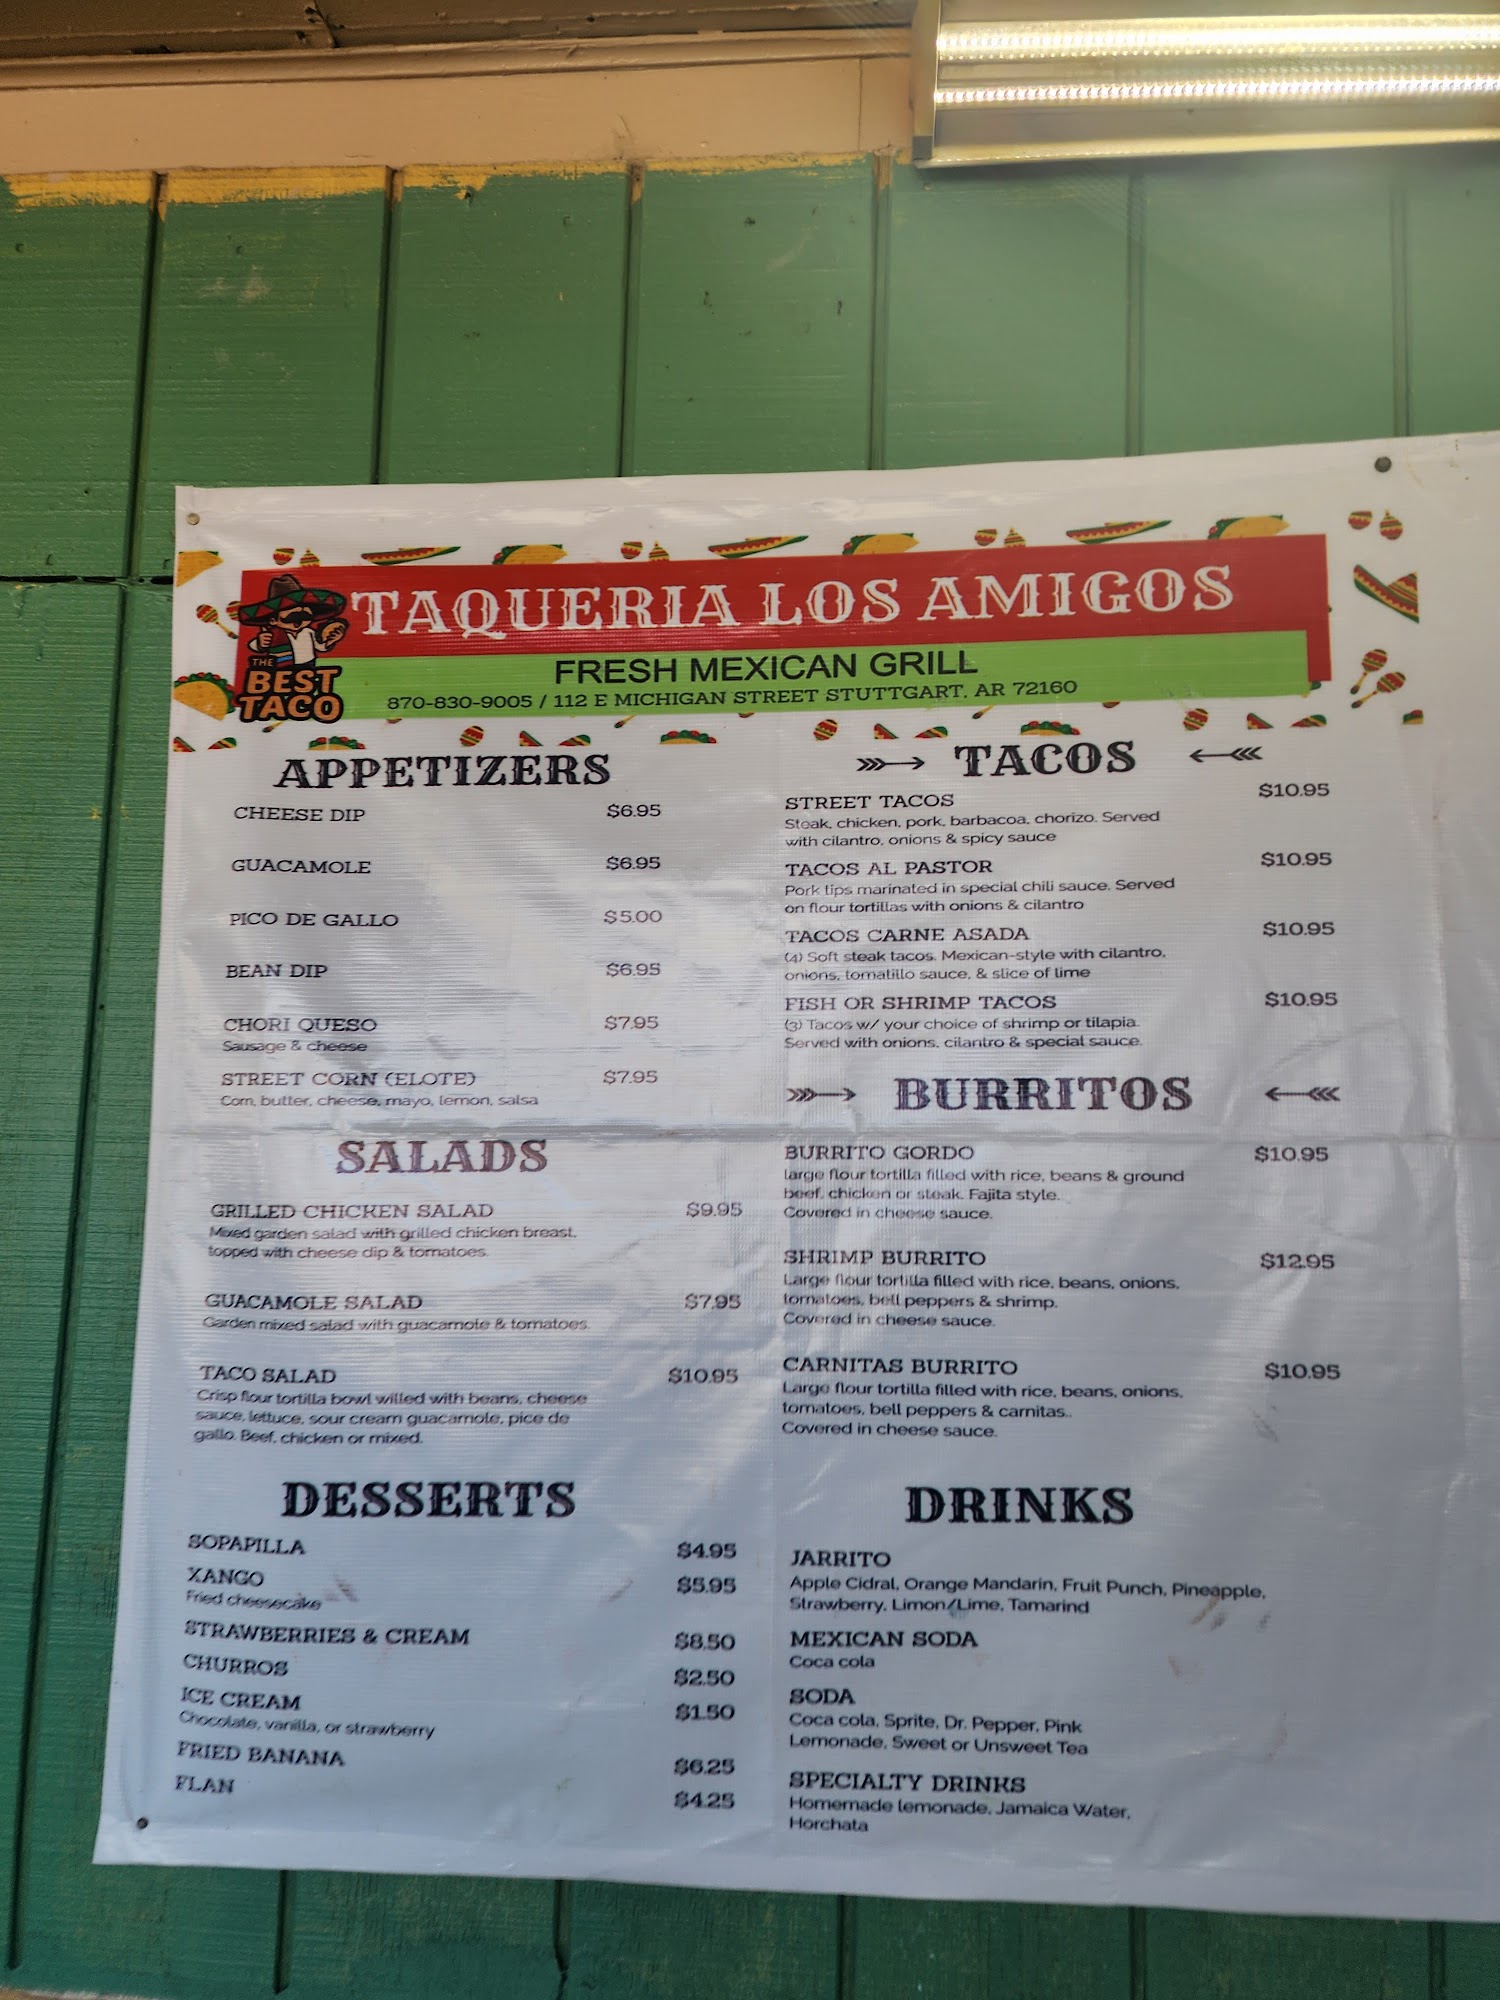 TAQUERIA LOS AMIGOS
THE
BEST
TACO
FRESH MEXICAN GRILL
870-830-9005 / 112 E MICHIGAN STREET STUTTGART, AR 72160
APPETIZERS
CHEESE DIP $6.95
GUACAMOLE $6.95
PICO DE GALLO $5.00
BEAN DIP $6.95
CHORI QUESO $7.95
Sausage & cheese
STREET CORN (ELOTE) $7.95
Corn, butter, cheese, mayo, lemon, salsa
SALADS
GRILLED CHICKEN SALAD $9.95
Mixed garden salad with grilled chicken breast,
topped with cheese dip & tomatoes.
GUACAMOLE SALAD $7.95
Garden mixed salad with guacamole & tomatoes.
TACO SALAD $10.95
Crisp flour tortilla bowl willed with beans, cheese
sauce, lettuce, sour cream guacamole, pice de
gallo. Beef, chicken or mixed.
DESSERTS
SOPAPILLA $4.95
XANGO $5.95
Fried cheesecake
STRAWBERRIES & CREAM $8.50
CHURROS $2.50
ICE CREAM $1.50
Chocolate, vanilla, or strawberry
FRIED BANANA $6.25
FLAN $4.25
TACOS
STREET TACOS $10.95
Steak, chicken, pork, barbacoa, chorizo. Served
with cilantro, onions & spicy sauce
TACOS AL PASTOR $10.95
Pork tips marinated in special chili sauce. Served
on flour tortillas with onions & cilantro
TACOS CARNE ASADA $10.95
(4) Soft steak tacos. Mexican-style with cilantro,
onions, tomatillo sauce, & slice of lime
FISH OR SHRIMP TACOS $10.95
(3) Tacos w/ your choice of shrimp or tilapia.
Served with onions, cilantro & special sauce.
BURRITOS
BURRITO GORDO $10.95
large flour tortilla filled with rice, beans & ground
beef, chicken or steak. Fajita style.
Covered in cheese sauce.
SHRIMP BURRITO $12.95
Large flour tortilla filled with rice, beans, onions,
tomatoes, bell peppers & shrimp.
Covered in cheese sauce.
CARNITAS BURRITO $10.95
Large flour tortilla filled with rice, beans, onions,
tomatoes, bell peppers & carnitas..
Covered in cheese sauce.
DRINKS
JARRITO
Apple Cidral, Orange Mandarin, Fruit Punch, Pineapple,
Strawberry, Limon/Lime, Tamarind
MEXICAN SODA
Coca cola
SODA
Coca cola, Sprite, Dr. Pepper, Pink
Lemonade, Sweet or Unsweet Tea
SPECIALTY DRINKS
Homemade lemonade, Jamaica Water,
Horchata